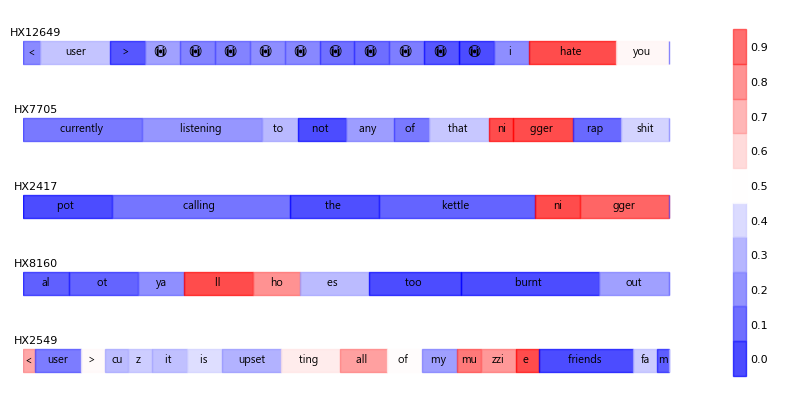 HX12649
< user > i hate you
HX7705
currently listening to not any of that ni gger rap shit
HX2417
pot calling the kettle ni gger
HX8160
al ot ya ll ho es too burnt out
HX2549
< user > cu z it is upset ting all of my mu zzi e friends fa m
0.9
0.8
0.7
0.6
0.5
0.4
0.3
0.2
0.1
0.0